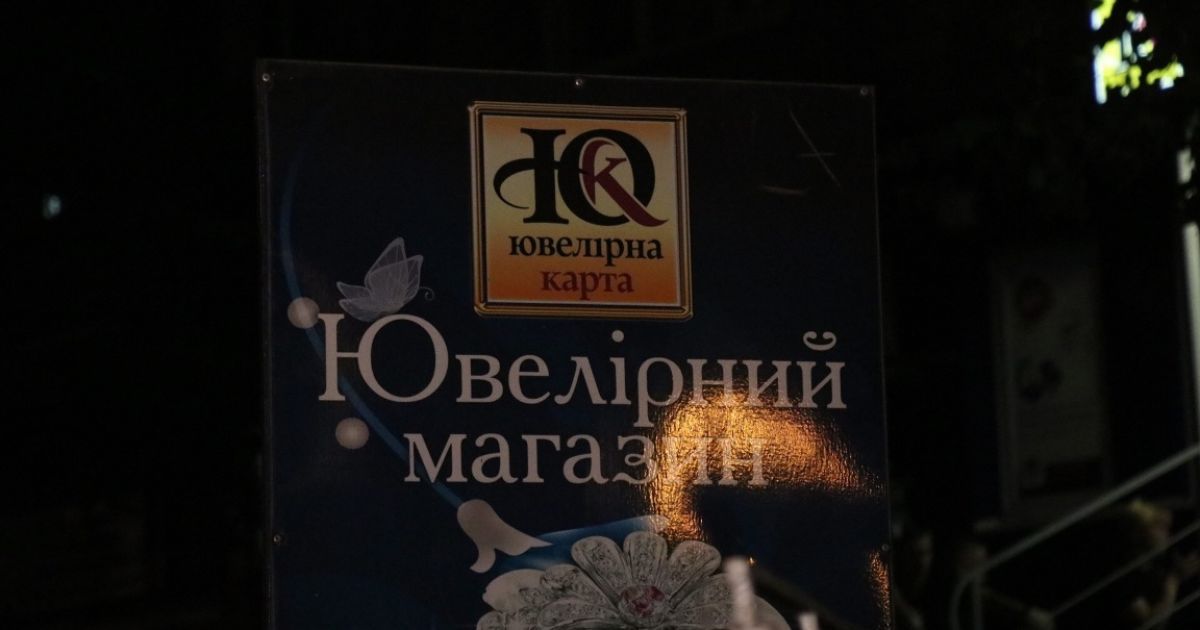 ЮК
ювелірна
карта
Ювелірний
магазин